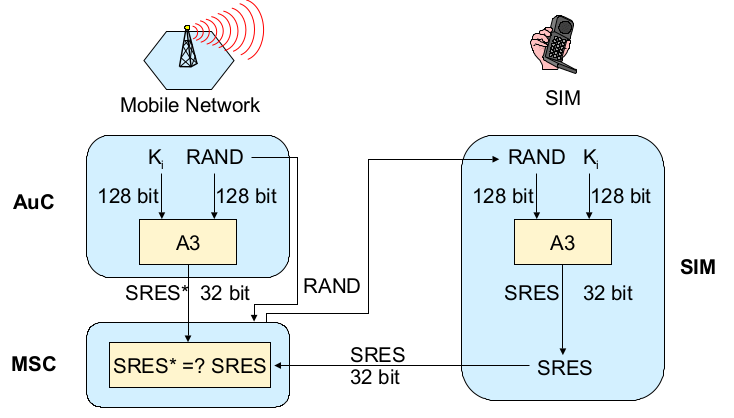 Mobile Network
SIM
AuC
K_i RAND
128 bit 128 bit
A3
SRES* 32 bit
RAND
MSC
SRES* =? SRES
SRES
32 bit
RAND K_i
128 bit 128 bit
A3
SRES 32 bit
SRES
SIM